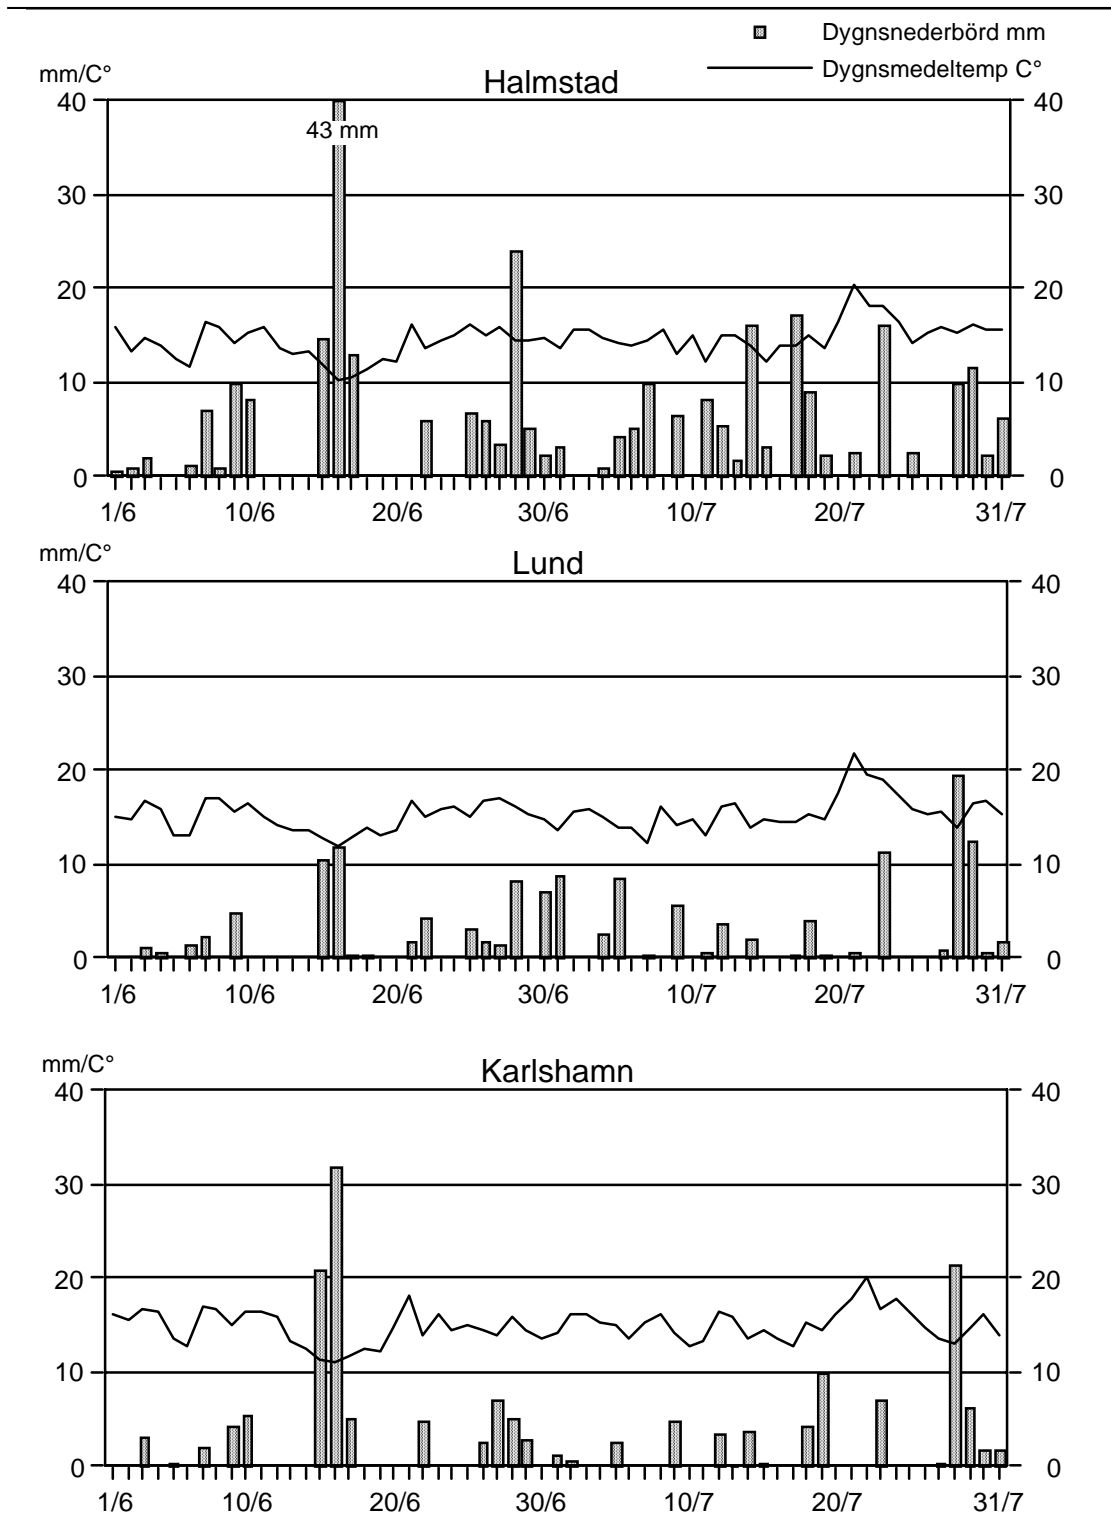 Dygnsnederbörd mm
mm/C° Halmstad Dygnsmedeltemp C°
40 40
43 mm
30 30
20 20
10 10
0 0
1/6 10/6 20/6 30/6 10/7 20/7 31/7
mm/C° Lund
40 40
30 30
20 20
10 10
0 0
1/6 10/6 20/6 30/6 10/7 20/7 31/7
mm/C° Karlshamn
40 40
30 30
20 20
10 10
0 0
1/6 10/6 20/6 30/6 10/7 20/7 31/7